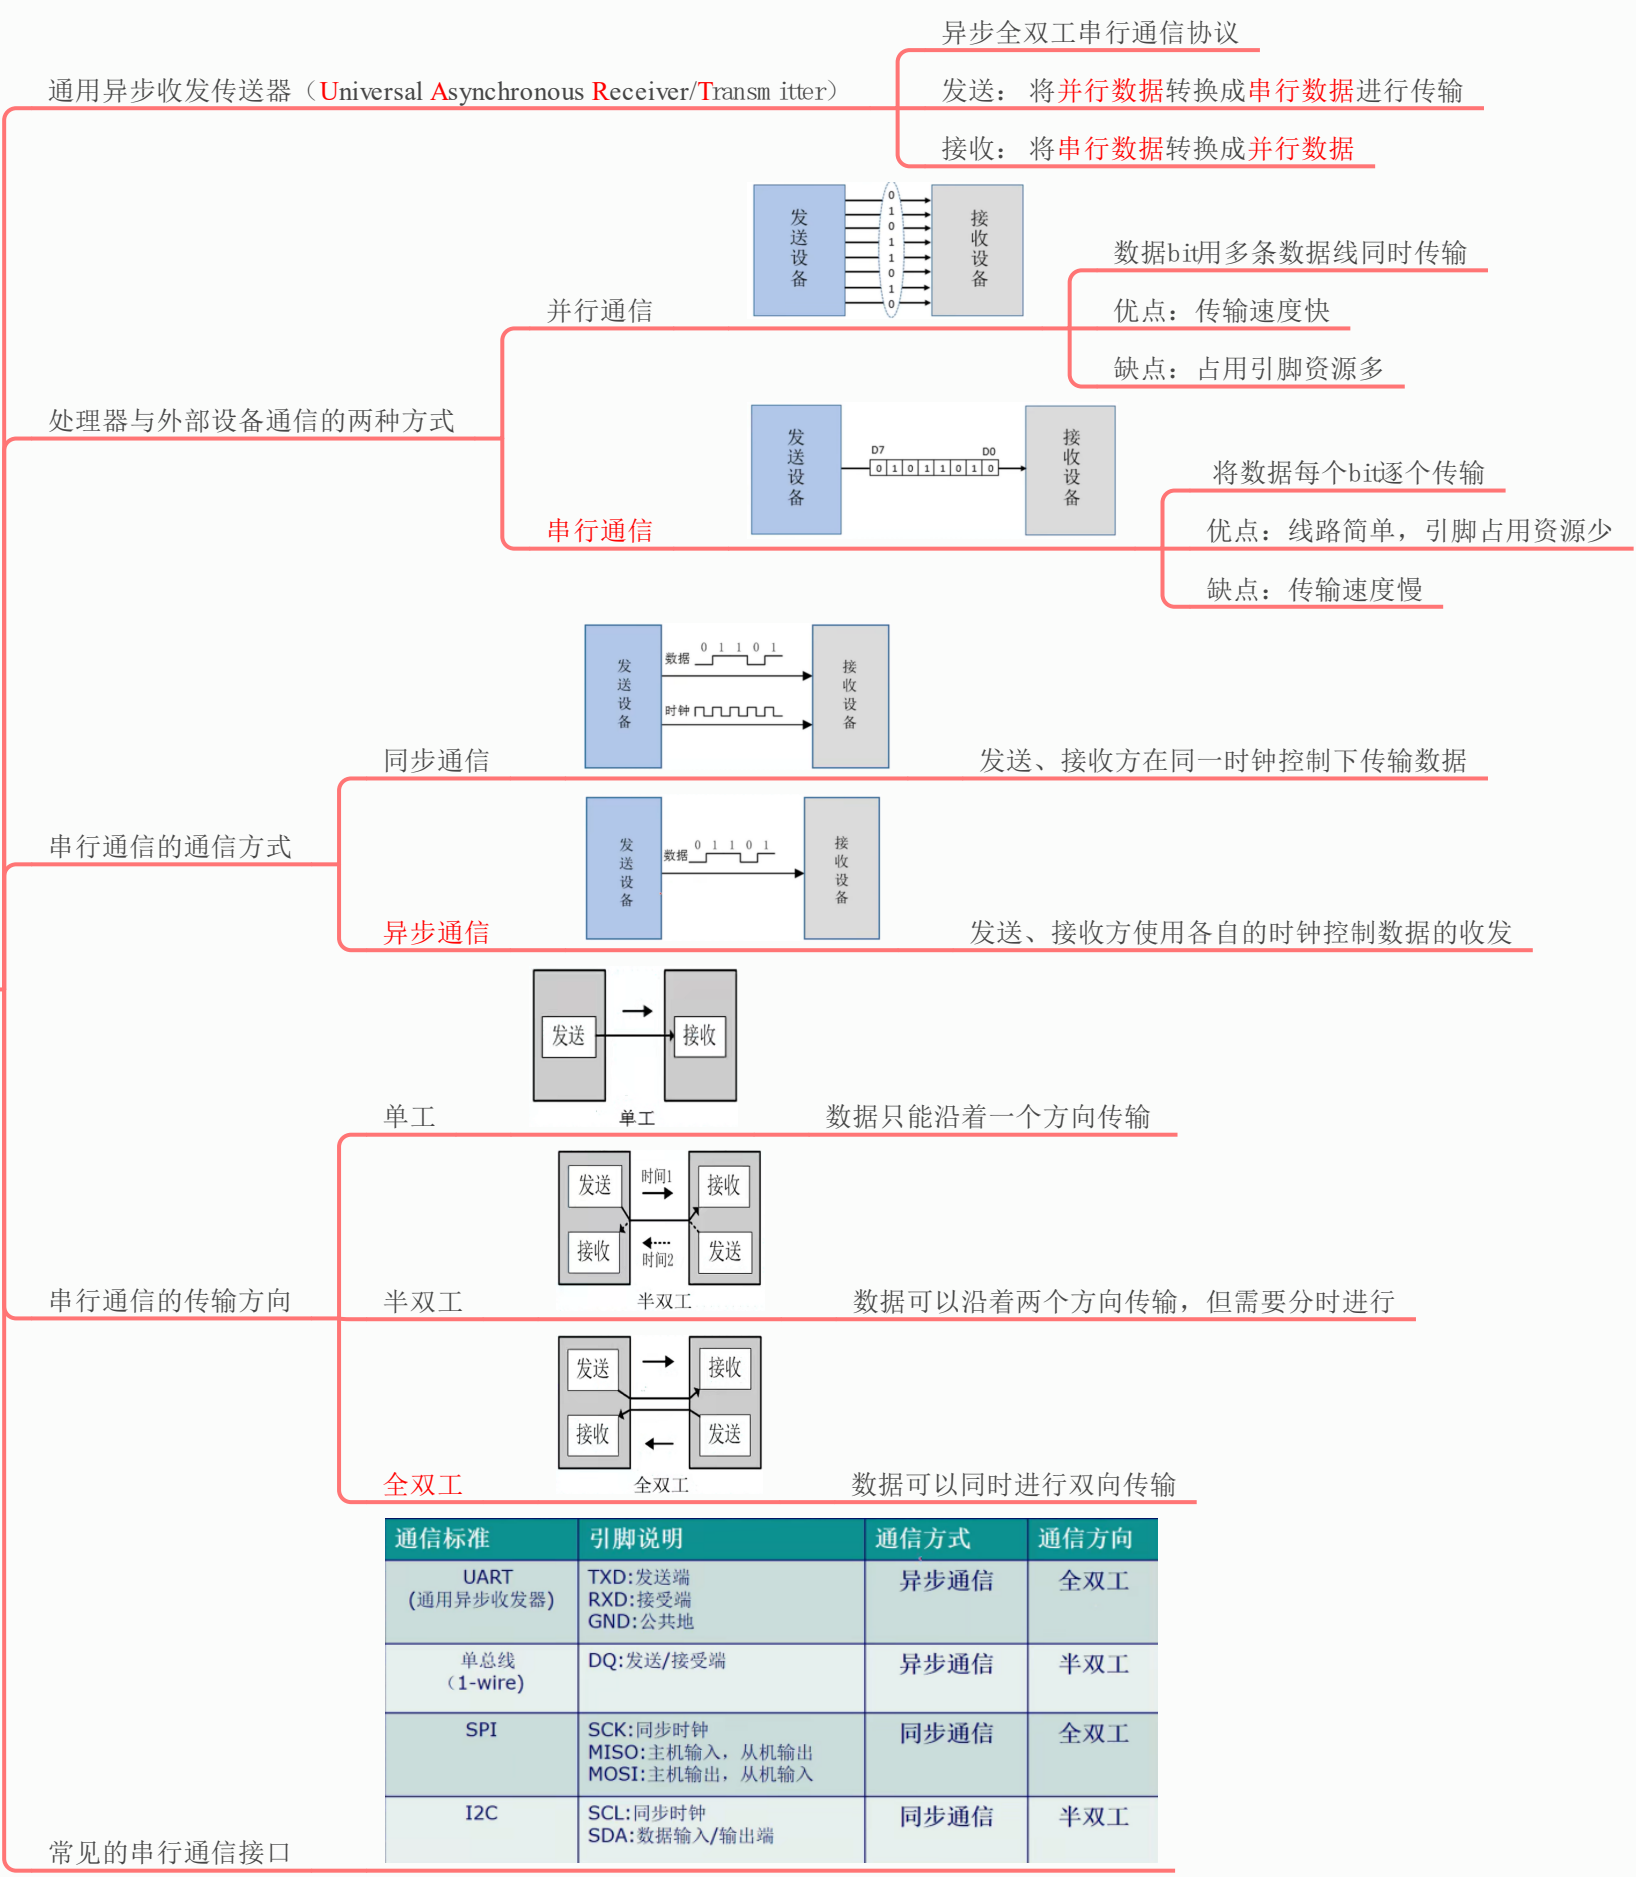 异步全双工串行通信协议
通用异步收发传送器（Universal Asynchronous Receiver/Transmitter）
发送： 将并行数据转换成串行数据进行传输
接收： 将串行数据转换成并行数据
发送设备
0
1
0
1
1
0
1
0
接收设备
数据bit用多条数据线同时传输
并行通信
优点：传输速度快
缺点：占用引脚资源多
处理器与外部设备通信的两种方式
发送设备
D7 D0
0 1 0 1 1 0 1 0
接收设备
将数据每个bit逐个传输
串行通信
优点：线路简单，引脚占用资源少
缺点：传输速度慢
发送设备
数据 0 1 1 0 1
时钟
接收设备
同步通信
发送、接收方在同一时钟控制下传输数据
串行通信的通信方式
发送设备
数据 0 1 1 0 1
接收设备
异步通信
发送、接收方使用各自的时钟控制数据的收发
发送 接收
单工
单工
数据只能沿着一个方向传输
发送 时间1 接收
接收 时间2 发送
半双工
串行通信的传输方向
半双工
数据可以沿着两个方向传输，但需要分时进行
发送 接收
接收 发送
全双工
全双工
数据可以同时进行双向传输
通信标准 引脚说明 通信方式 通信方向
UART TXD:发送端 异步通信 全双工
(通用异步收发器) RXD:接受端
GND:公共地
单总线 DQ:发送/接受端 异步通信 半双工
（1-wire)
SPI SCK:同步时钟 同步通信 全双工
MISO:主机输入，从机输出
MOSI:主机输出，从机输入
I2C SCL:同步时钟 同步通信 半双工
SDA:数据输入/输出端
常见的串行通信接口